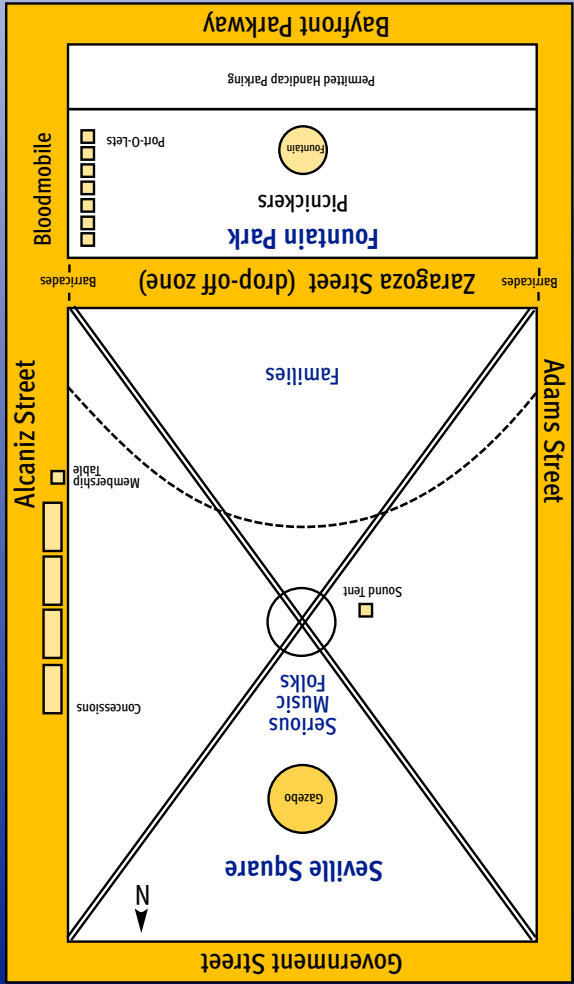 Government Street
N
Seville Square
Gazebo
Serious
Music
Folks
Concessions
Sound Tent
Membership
Table
Alcaniz Street
Adams Street
Families
Barricades
Zaragoza Street (drop-off zone)
Barricades
Fountain Park
Picnickers
Fountain
Port-O-Lets
Bloodmobile
Permitted Handicap Parking
Bayfront Parkway